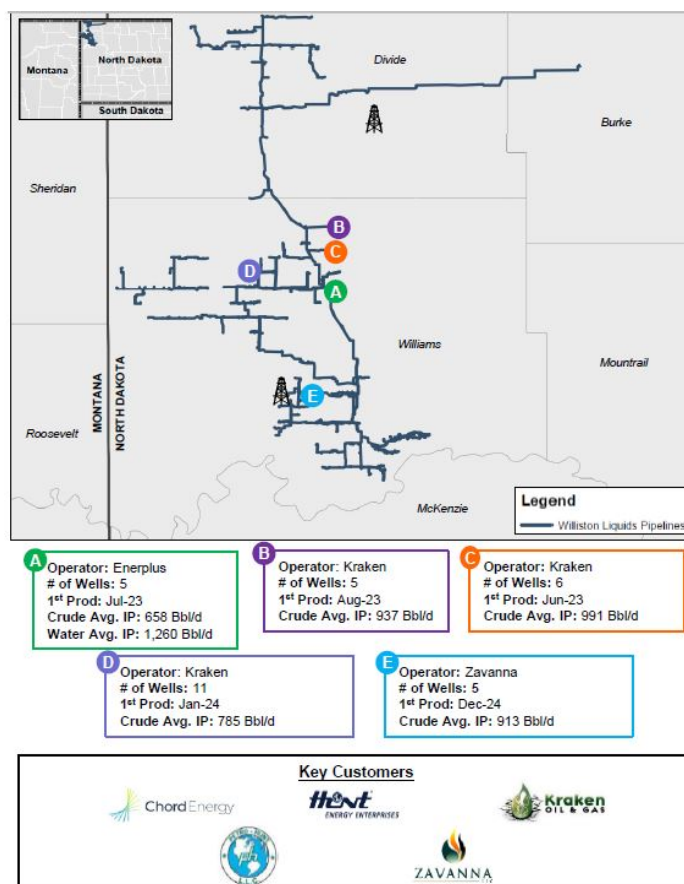 Montana
North Dakota
South Dakota
Divide
Burke
Sheridan
B
C
D
A
Williams
Mountrail
MONTANA
NORTH DAKOTA
E
Roosevelt
McKenzie
Legend
Williston Liquids Pipelines
A
Operator: Enerplus
# of Wells: 5
1st Prod: Jul-23
Crude Avg. IP: 658 Bbl/d
Water Avg. IP: 1,260 Bbl/d
B
Operator: Kraken
# of Wells: 5
1st Prod: Aug-23
Crude Avg. IP: 937 Bbl/d
C
Operator: Kraken
# of Wells: 6
1st Prod: Jun-23
Crude Avg. IP: 991 Bbl/d
D
Operator: Kraken
# of Wells: 11
1st Prod: Jan-24
Crude Avg. IP: 785 Bbl/d
E
Operator: Zavanna
# of Wells: 5
1st Prod: Dec-24
Crude Avg. IP: 913 Bbl/d
Key Customers
Chord Energy
Hunt
ENERGY ENTERPRISES
Kraken
OIL & GAS
ZAVANNA